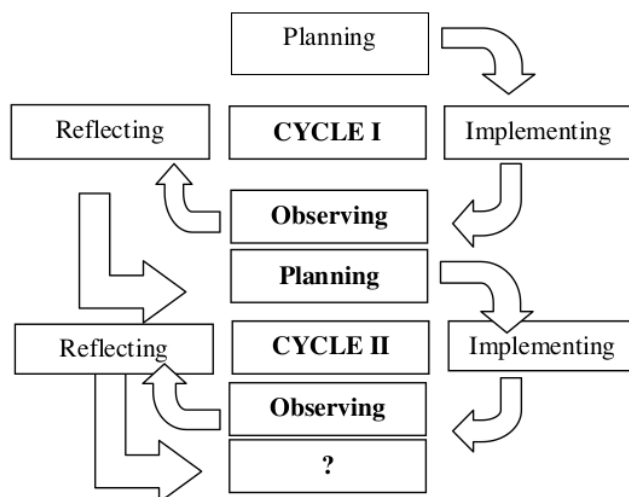 Planning
Reflecting
CYCLE I
Implementing
Observing
Planning
Reflecting
CYCLE II
Implementing
Observing
?